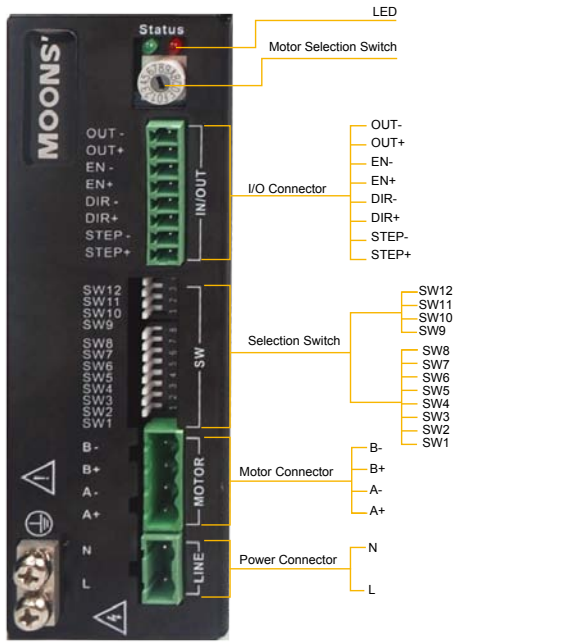 LED
Status
Motor Selection Switch
MOONS'
OUT -
OUT+
EN -
EN+
DIR -
DIR+
STEP -
STEP+
IN/OUT
I/O Connector
OUT-
OUT+
EN-
EN+
DIR-
DIR+
STEP-
STEP+
SW12
SW11
SW10
SW9
SW8
SW7
SW6
SW5
SW4
SW3
SW2
SW1
SW
Selection Switch
SW12
SW11
SW10
SW9
SW8
SW7
SW6
SW5
SW4
SW3
SW2
SW1
B -
B+
A -
A+
MOTOR
Motor Connector
B-
B+
A-
A+
N
L
LINE
Power Connector
N
L